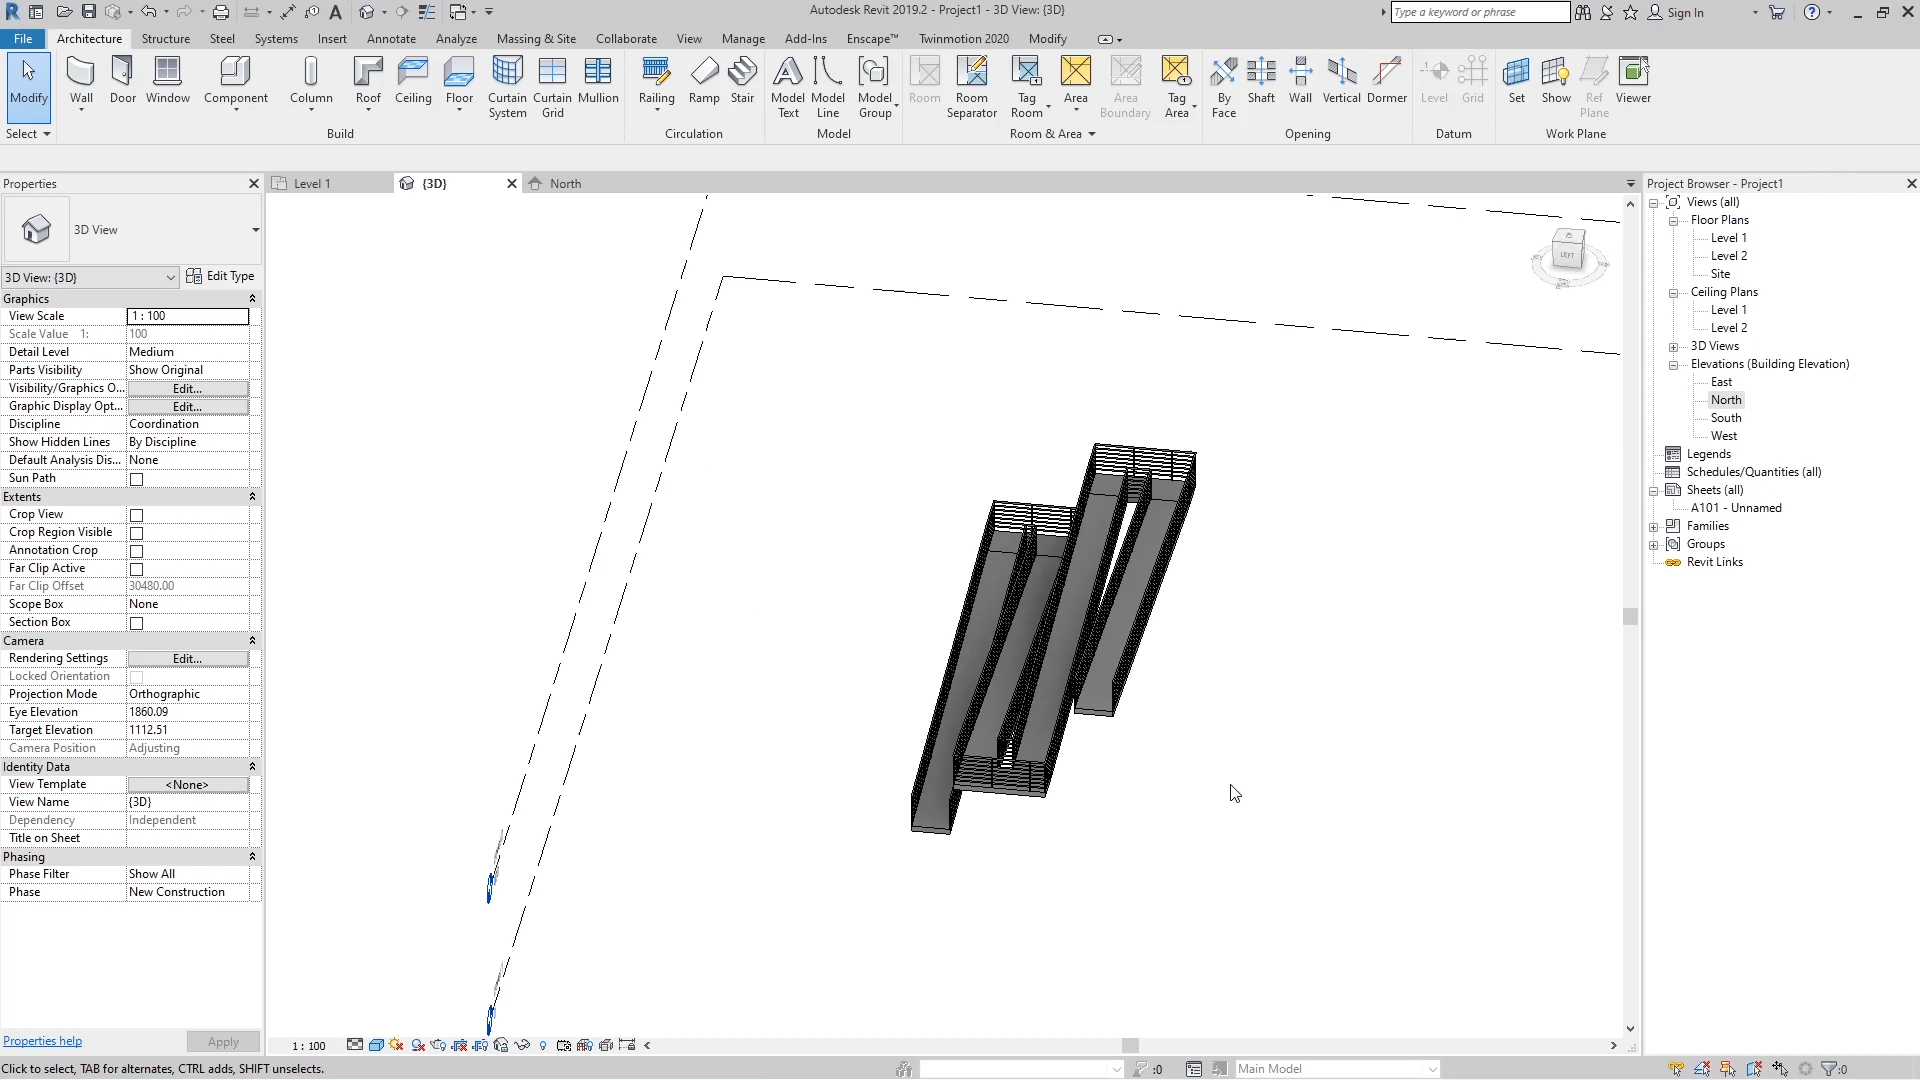 Autodesk Revit 2019.2 - Project1 - 3D View: {3D}
Type a keyword or phrase
Sign In
File Architecture Structure Steel Systems Insert Annotate Analyze Massing & Site Collaborate View Manage Add-Ins Enscape™ Twinmotion 2020 Modify
Modify Wall Door Window Component Column Roof Ceiling Floor Curtain System Curtain Grid Mullion Railing Ramp Stair Model Text Model Line Model Group Room Room Separator Tag Room Area Area Boundary Tag Area By Face Shaft Wall Vertical Dormer Level Grid Set Show Ref Plane Viewer
Select Build Circulation Model Room & Area Opening Datum Work Plane
Properties
Level 1 {3D} North
Project Browser - Project1
3D View
3D View: {3D} Edit Type
Graphics
View Scale 1 : 100
Scale Value 1: 100
Detail Level Medium
Parts Visibility Show Original
Visibility/Graphics O... Edit...
Graphic Display Opt... Edit...
Discipline Coordination
Show Hidden Lines By Discipline
Default Analysis Dis... None
Sun Path
Extents
Crop View
Crop Region Visible
Annotation Crop
Far Clip Active
Far Clip Offset 30480.00
Scope Box None
Section Box
Camera
Rendering Settings Edit...
Locked Orientation
Projection Mode Orthographic
Eye Elevation 1860.09
Target Elevation 1112.51
Camera Position Adjusting
Identity Data
View Template <None>
View Name {3D}
Dependency Independent
Title on Sheet
Phasing
Phase Filter Show All
Phase New Construction
Properties help Apply
LEFT
Views (all)
Floor Plans
Level 1
Level 2
Site
Ceiling Plans
Level 1
Level 2
3D Views
Elevations (Building Elevation)
East
North
South
West
Legends
Schedules/Quantities (all)
Sheets (all)
A101 - Unnamed
Families
Groups
Revit Links
1 : 100
Click to select, TAB for alternates, CTRL adds, SHIFT unselects.
:0
Main Model
:0